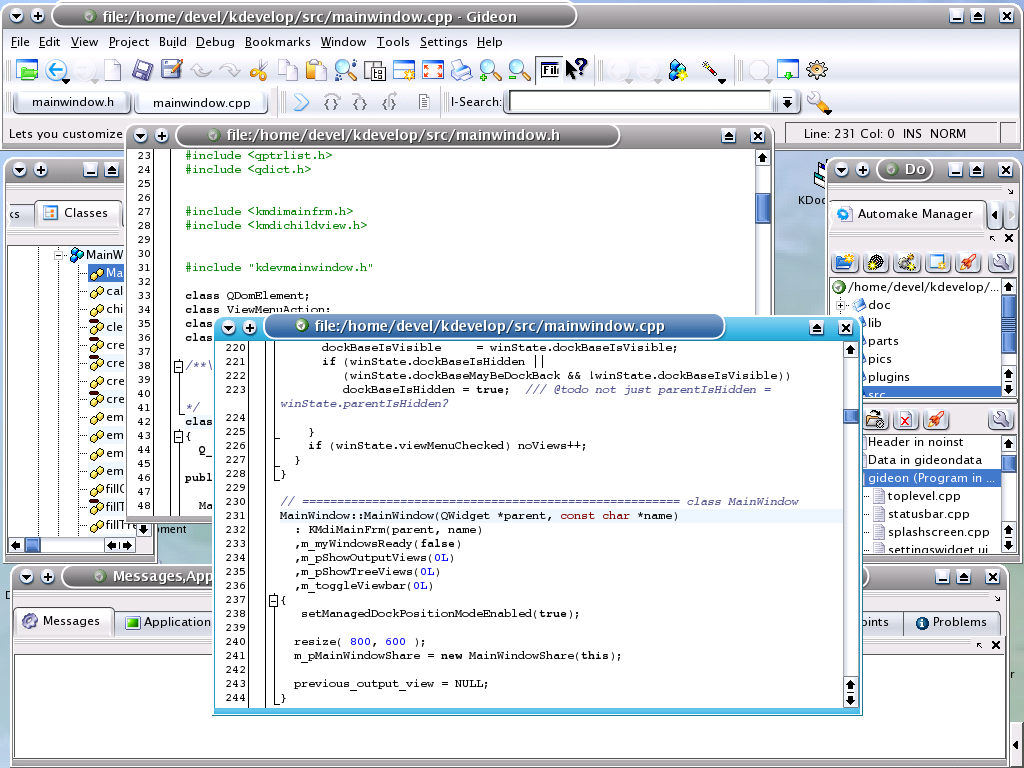 file:/home/devel/kdevelop/src/mainwindow.cpp - Gideon
File Edit View Project Build Debug Bookmarks Window Tools Settings Help
mainwindow.h mainwindow.cpp I-Search:
Lets you customize Line: 231 Col: 0 INS NORM
file:/home/devel/kdevelop/src/mainwindow.h
23 #include <qptrlist.h>
24 #include <qdict.h>
25
26
27 #include <kmdimainfrm.h>
28 #include <kmdichildview.h>
29
30
31 #include "kdevmainwindow.h"
32
33 class QDomElement;
34 class ViewMenuAction;
35 clas
36 clas
37
38 /**\
39
40
41 */
42 clas
43 {
44 Q_
45
46 publ
47
48 Ma
Classes
MainW
Ma
cal
chi
cle
cre
cre
cre
cre
em
em
em
em
fillC
fillT
fillTre
KDoc
Do
Automake Manager
/home/devel/kdevelop/...
doc
lib
parts
pics
plugins
src
Header in noinst
Data in gideondata
gideon (Program in ...
toplevel.cpp
statusbar.cpp
splashscreen.cpp
settingswidget.ui
file:/home/devel/kdevelop/src/mainwindow.cpp
220 dockBaseIsVisible = winState.dockBaseIsVisible;
221 if (winState.dockBaseIsHidden ||
222 (winState.dockBaseMayBeDockBack && !winState.dockBaseIsVisible))
223 dockBaseIsHidden = true; /// @todo not just parentIsHidden =
winState.parentIsHidden?
224
225 }
226 if (winState.viewMenuChecked) noViews++;
227 }
228 }
229
230 // ====================================================== class MainWindow
231 MainWindow::MainWindow(QWidget *parent, const char *name)
232 : KMdiMainFrm(parent, name)
233 ,m_myWindowsReady(false)
234 ,m_pShowOutputViews(0L)
235 ,m_pShowTreeViews(0L)
236 ,m_toggleViewbar(0L)
237 {
238 setManagedDockPositionModeEnabled(true);
239
240 resize( 800, 600 );
241 m_pMainWindowShare = new MainWindowShare(this);
242
243 previous_output_view = NULL;
244 }
Messages,App
Messages Application oints Problems